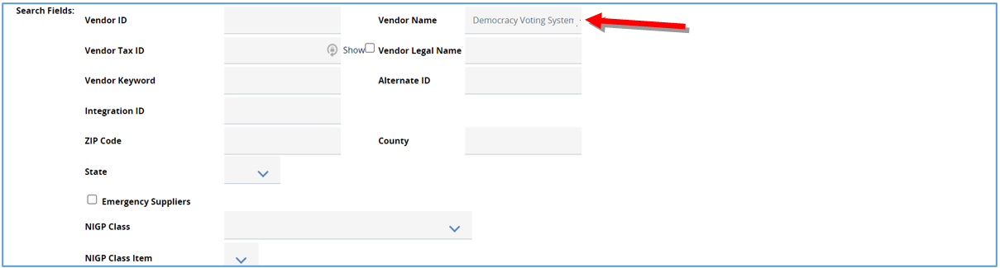 Search Fields:
Vendor ID
Vendor Name Democracy Voting System
Vendor Tax ID Show
Vendor Legal Name
Vendor Keyword
Alternate ID
Integration ID
ZIP Code
County
State
Emergency Suppliers
NIGP Class
NIGP Class Item